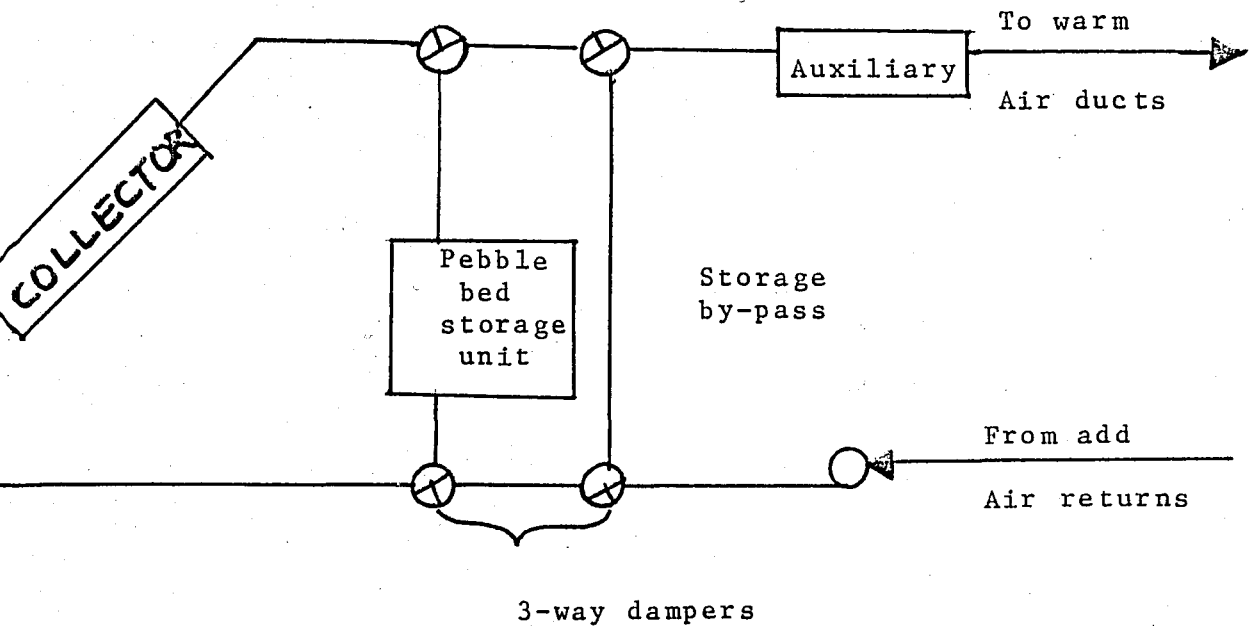 To warm
Auxiliary
Air ducts
COLLECTOR
Pebble
bed
storage
unit
Storage
by-pass
From add
Air returns
3-way dampers